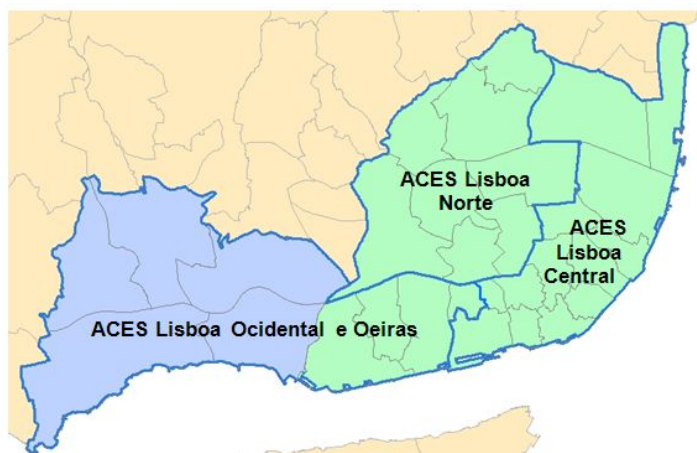 ACES Lisboa
Norte
ACES
Lisboa
Central
ACES Lisboa Ocidental e Oeiras